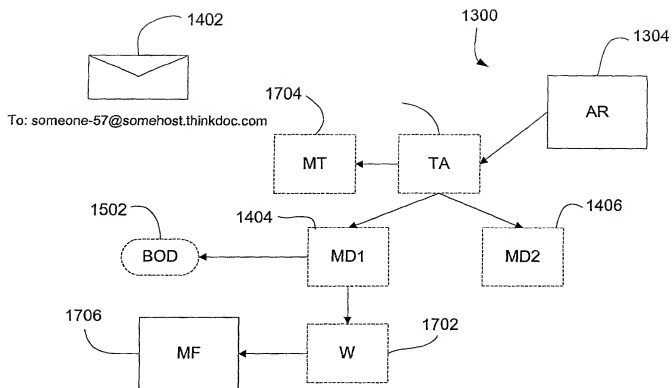 1402
1300
1304
1704
AR
To: someone-57@somehost.thinkdoc.com
MT
TA
1502
1404
1406
BOD
MD1
MD2
1706
MF
W
1702